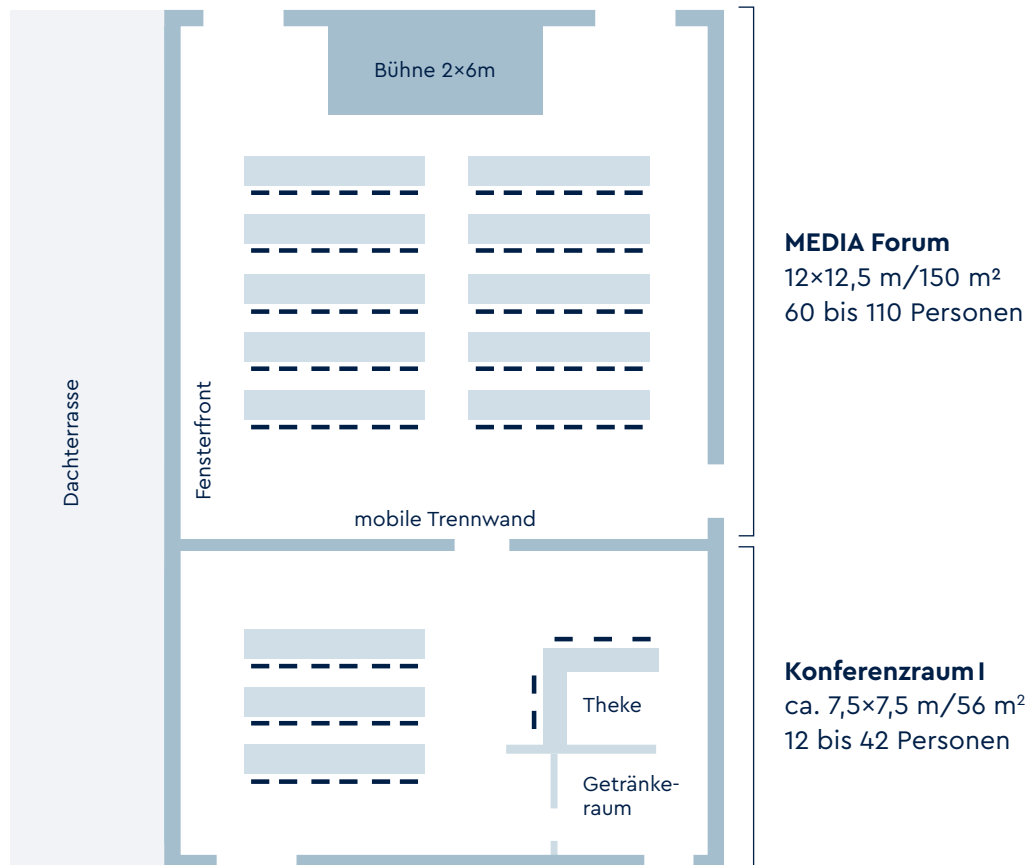 Bühne 2×6m
MEDIA Forum
12×12,5 m/150 m²
60 bis 110 Personen
Dachterrasse
Fensterfront
mobile Trennwand
Konferenzraum I
ca. 7,5×7,5 m/56 m²
12 bis 42 Personen
Theke
Getränke-
raum